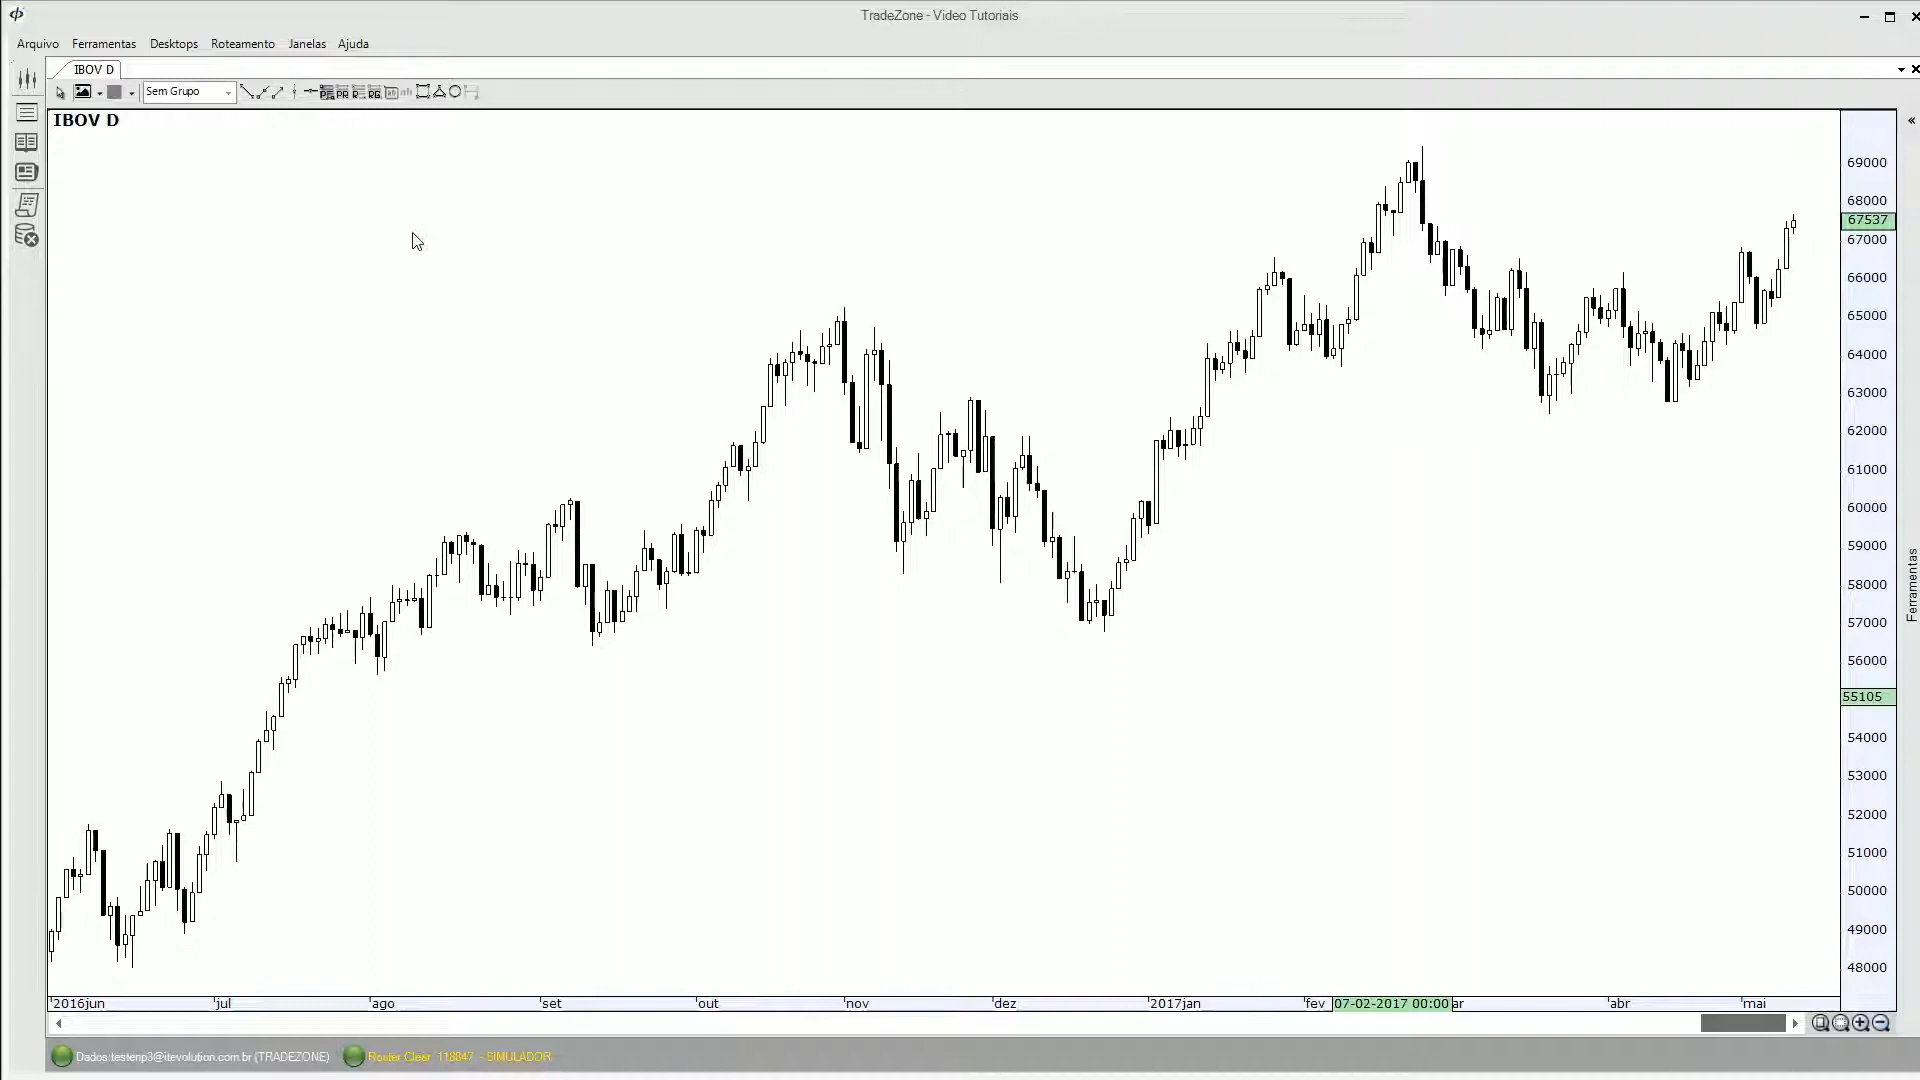 TradeZone - Video Tutoriais
Arquivo Ferramentas Desktops Roteamento Janelas Ajuda
IBOV D
Sem Grupo
IBOV D
69000
68000
67537
67000
66000
65000
64000
63000
62000
61000
60000
59000
58000
57000
56000
55105
54000
53000
52000
51000
50000
49000
48000
Ferramentas
2016jun jul ago set out nov dez 2017jan fev 07-02-2017 00:00 ar abr mai
Dados:testenp3@itevolution.com.br (TRADEZONE) Router Clear: 118847 - SIMULADOR